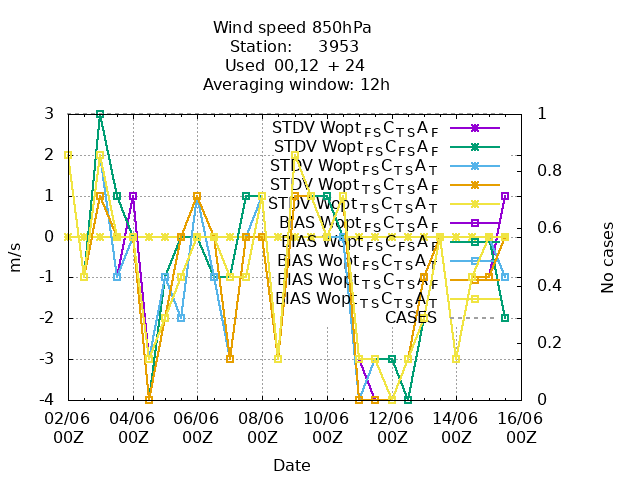 Wind speed 850hPa
Station: 3953
Used 00,12 + 24
Averaging window: 12h
STDV Wopt FS C TS A F
STDV Wopt FS C FS A F
STDV Wopt FS C TS A T
STDV Wopt TS C TS A F
STDV Wopt TS C TS A T
BIAS Wopt FS C TS A F
BIAS Wopt FS C FS A F
BIAS Wopt FS C TS A T
BIAS Wopt TS C TS A F
BIAS Wopt TS C TS A T
CASES
3
2
1
0
-1
-2
-3
-4
m/s
1
0.8
0.6
0.4
0.2
0
No cases
02/06 04/06 06/06 08/06 10/06 12/06 14/06 16/06
00Z 00Z 00Z 00Z 00Z 00Z 00Z 00Z
Date